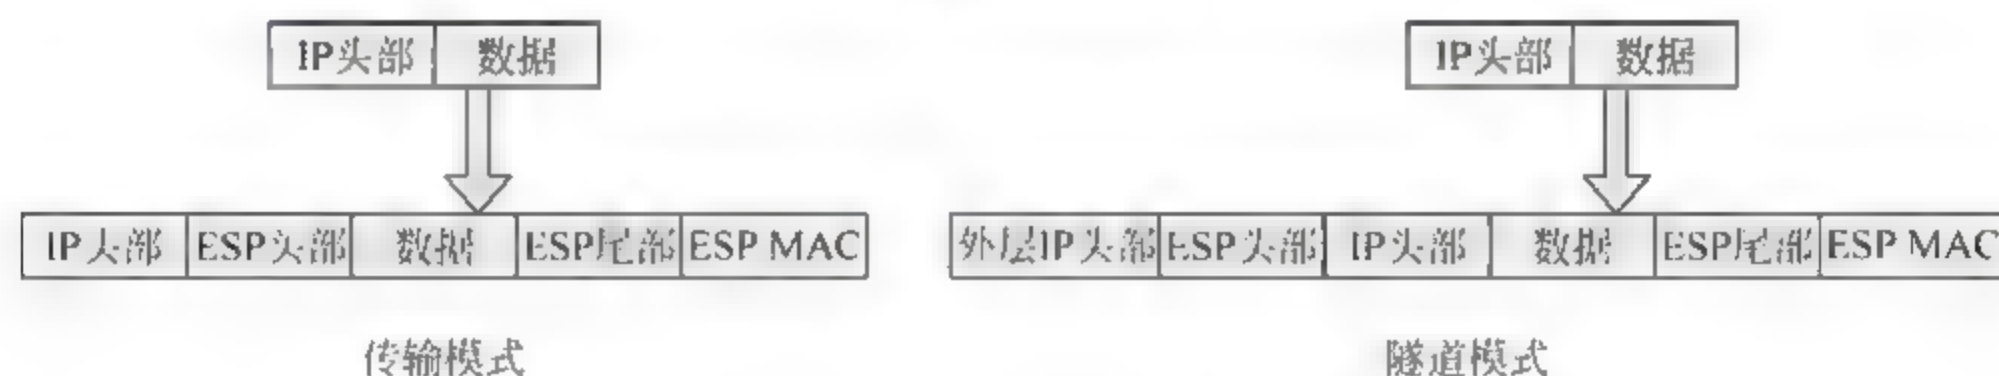 IP头部 数据 IP头部 数据
IP头部 ESP头部 数据 ESP尾部 ESP MAC 外层IP头部 ESP头部 IP头部 数据 ESP尾部 ESP MAC
传输模式 隧道模式